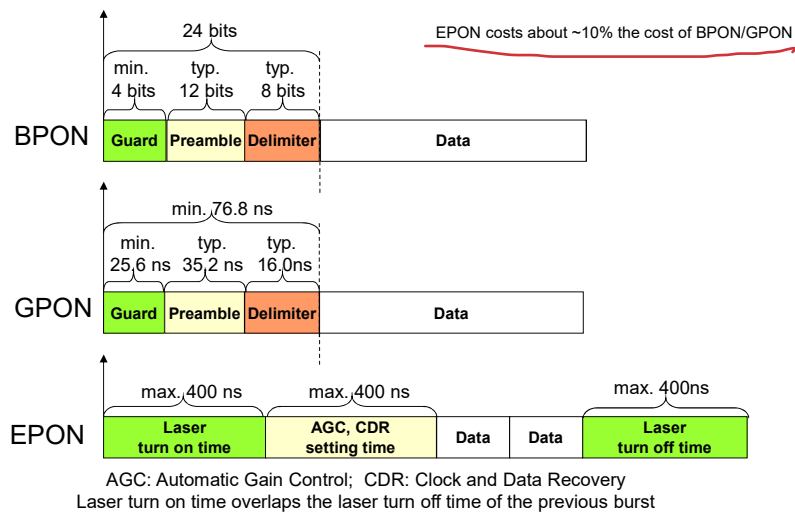 EPON costs about ~10% the cost of BPON/GPON
24 bits
min. typ. typ.
4 bits 12 bits 8 bits
BPON Guard Preamble Delimiter Data
min. 76.8 ns
min. typ. typ.
25.6 ns 35.2 ns 16.0ns
GPON Guard Preamble Delimiter Data
max. 400 ns max. 400 ns max. 400ns
EPON Laser turn on time AGC, CDR setting time Data Data Laser turn off time
AGC: Automatic Gain Control; CDR: Clock and Data Recovery
Laser turn on time overlaps the laser turn off time of the previous burst